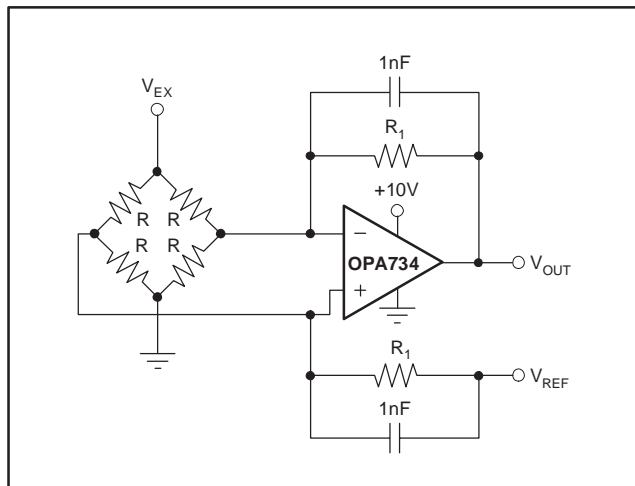 1nF
V_EX
R_1
+10V
R R
R R
−
OPA734
+
V_OUT
R_1
V_REF
1nF